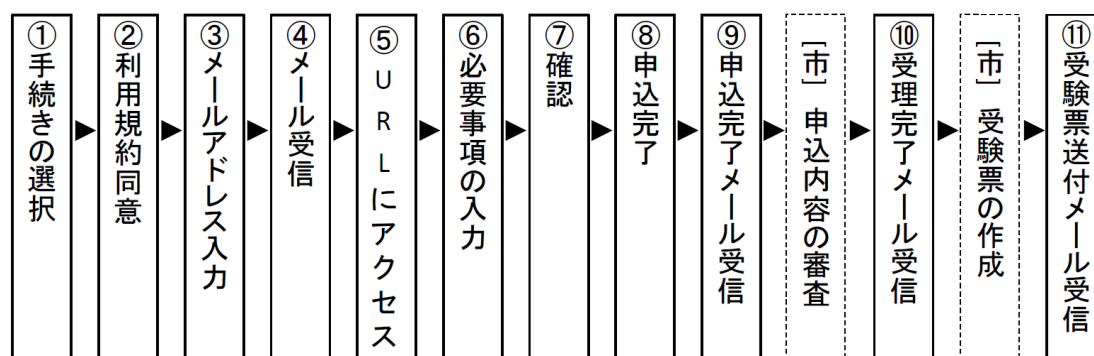 ①手続きの選択
②利用規約同意
③メールアドレス入力
④メール受信
⑤URLにアクセス
⑥必要事項の入力
⑦確認
⑧申込完了
⑨申込完了メール受信
[市] 申込内容の審査
⑩受理完了メール受信
[市] 受験票の作成
⑪受験票送付メール受信